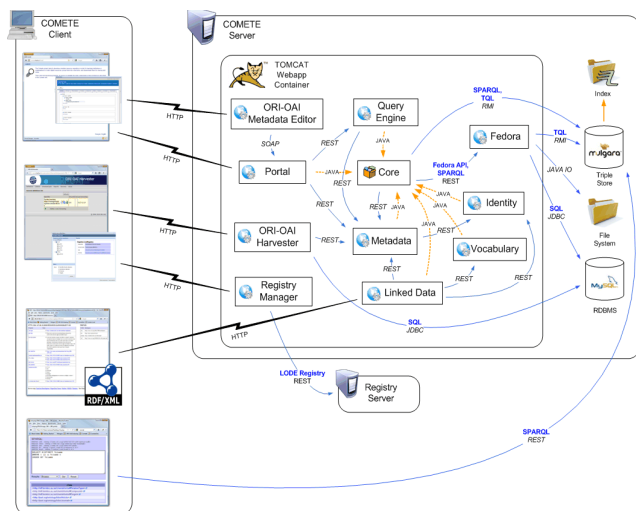 COMETE
Client
COMETE
Server
TOMCAT
Webapp
Container
ORI-OAI
Metadata Editor
Query
Engine
SPARQL,
TQL
RMI
Index
HTTP
SOAP
REST
JAVA
Fedora
TQL
RMI
mulgara
Triple
Store
HTTP
Portal
JAVA
Core
Fedora API,
SPARQL
REST
JAVA IO
REST
REST
REST
JAVA
JAVA
Identity
SQL
JDBC
File
System
ORI-OAI Harvester
HTTP
ORI-OAI
Harvester
REST
Metadata
REST
JAVA
Vocabulary
REST
REST
REST
MySQL
RDBMS
HTTP
Registry
Manager
Linked Data
HTTP
SQL
JDBC
LODE Registry
REST
Registry
Server
RDF/XML
SPARQL
REST